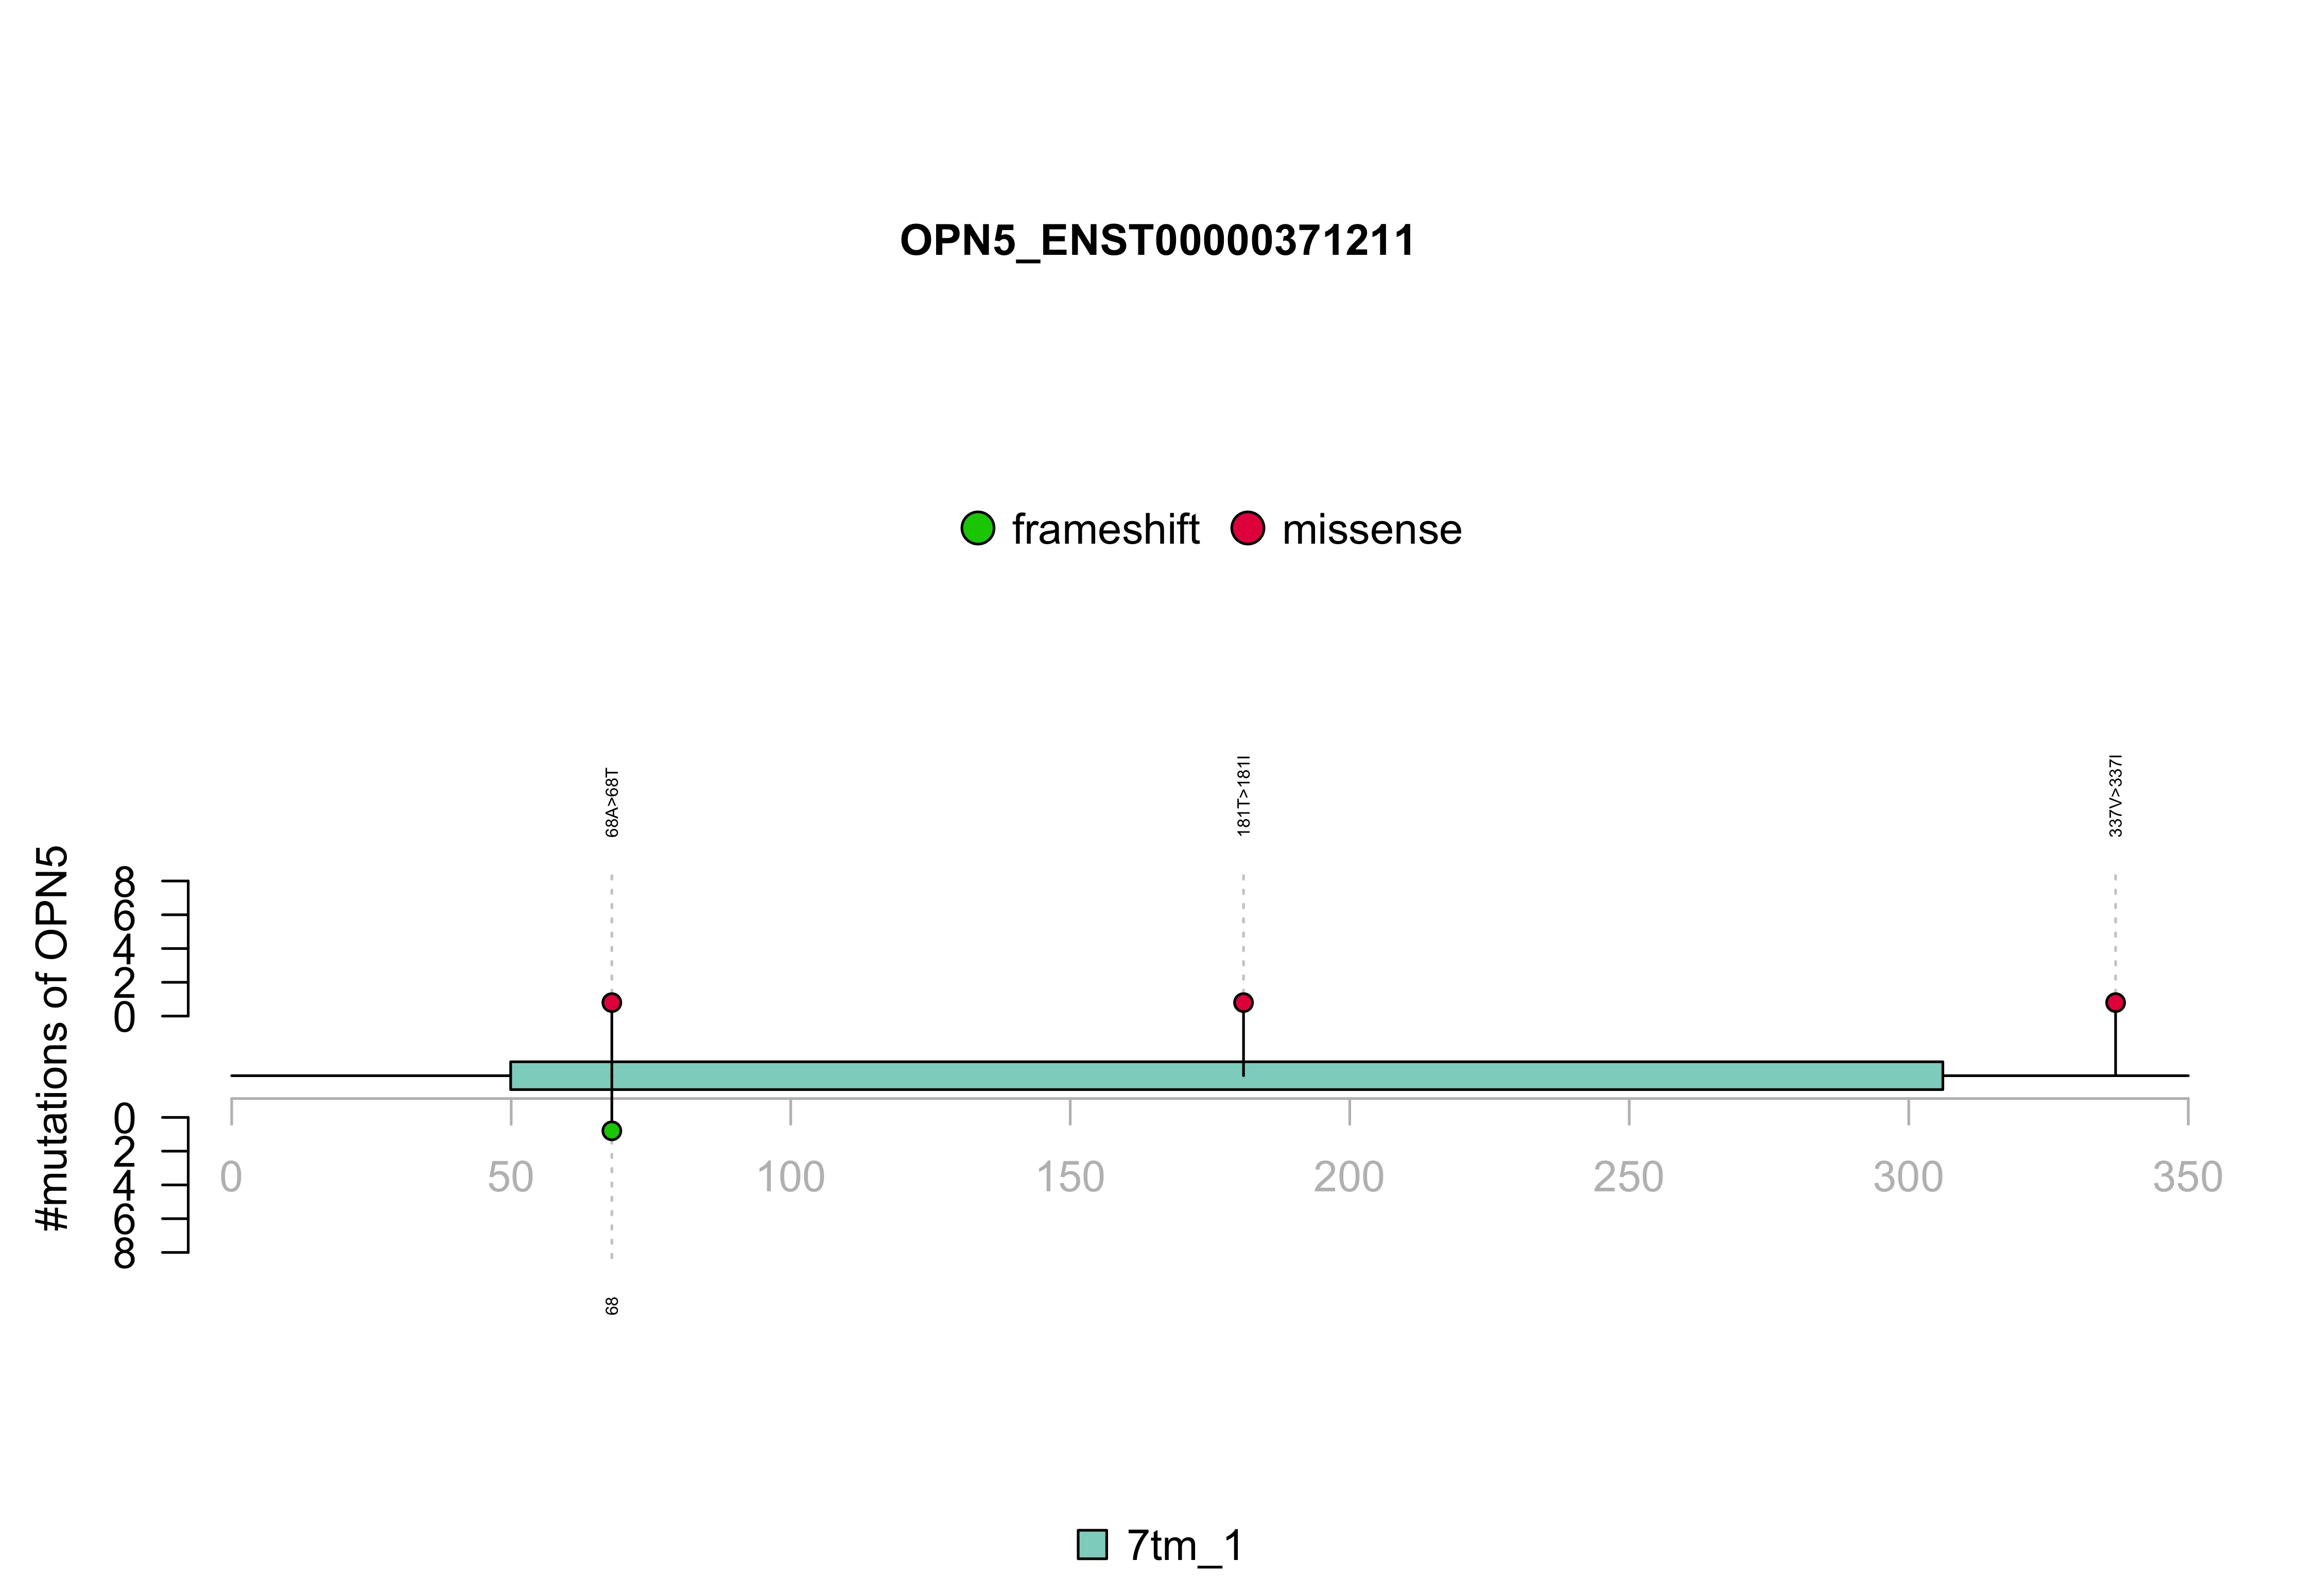 OPN5_ENST00000371211
frameshift missense
68A>68T
181T>181I
337V>337I
#mutations of OPN5
8
6
4
2
0
0
2
4
6
8
0 50 100 150 200 250 300 350
68
7tm_1